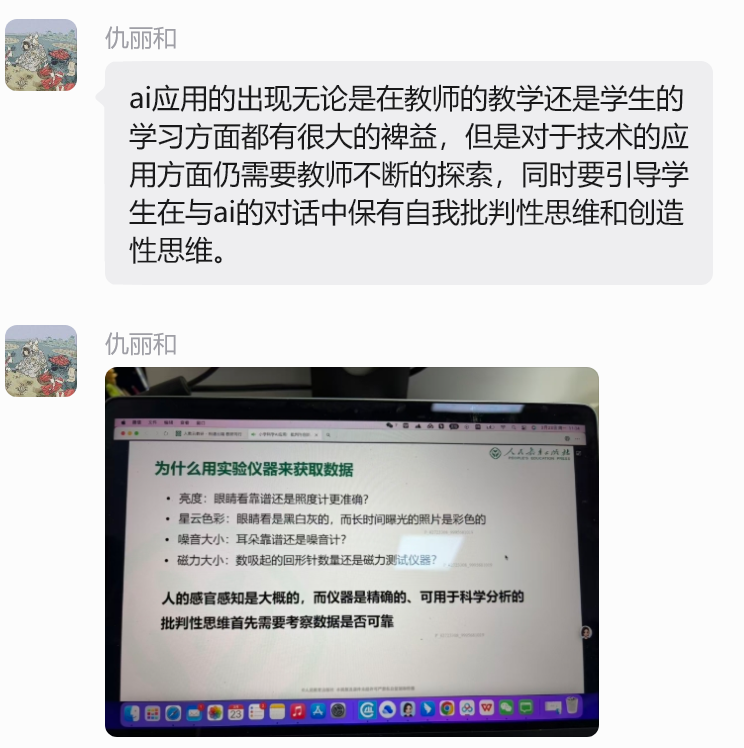 仇丽和
ai应用的出现无论是在教师的教学还是学生的
学习方面都有很大的裨益，但是对于技术的应
用方面仍需要教师不断的探索，同时要引导学
生在与ai的对话中保有自我批判性思维和创造
性思维。
仇丽和
人民教育出版社
PEOPLE'S EDUCATION PRESS
为什么用实验仪器来获取数据
• 亮度：眼睛看靠谱还是照度计更准确？
• 星云色彩：眼睛看是黑白灰的，而长时间曝光的照片是彩色的
• 噪音大小：耳朵靠谱还是噪音计？
• 磁力大小：数吸起的回形针数量还是磁力测试仪器？
人的感官感知是大概的，而仪器是精确的、可用于科学分析的
批判性思维首先需要考察数据是否可靠
23